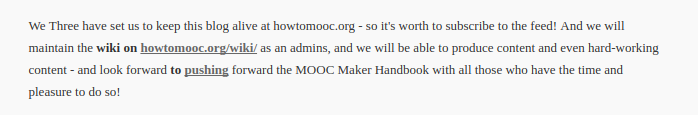 We Three have set us to keep this blog alive at howtomooc.org - so it's worth to subscribe to the feed! And we will
maintain the wiki on howtomooc.org/wiki/ as an admins, and we will be able to produce content and even hard-working
content - and look forward to pushing forward the MOOC Maker Handbook with all those who have the time and
pleasure to do so!